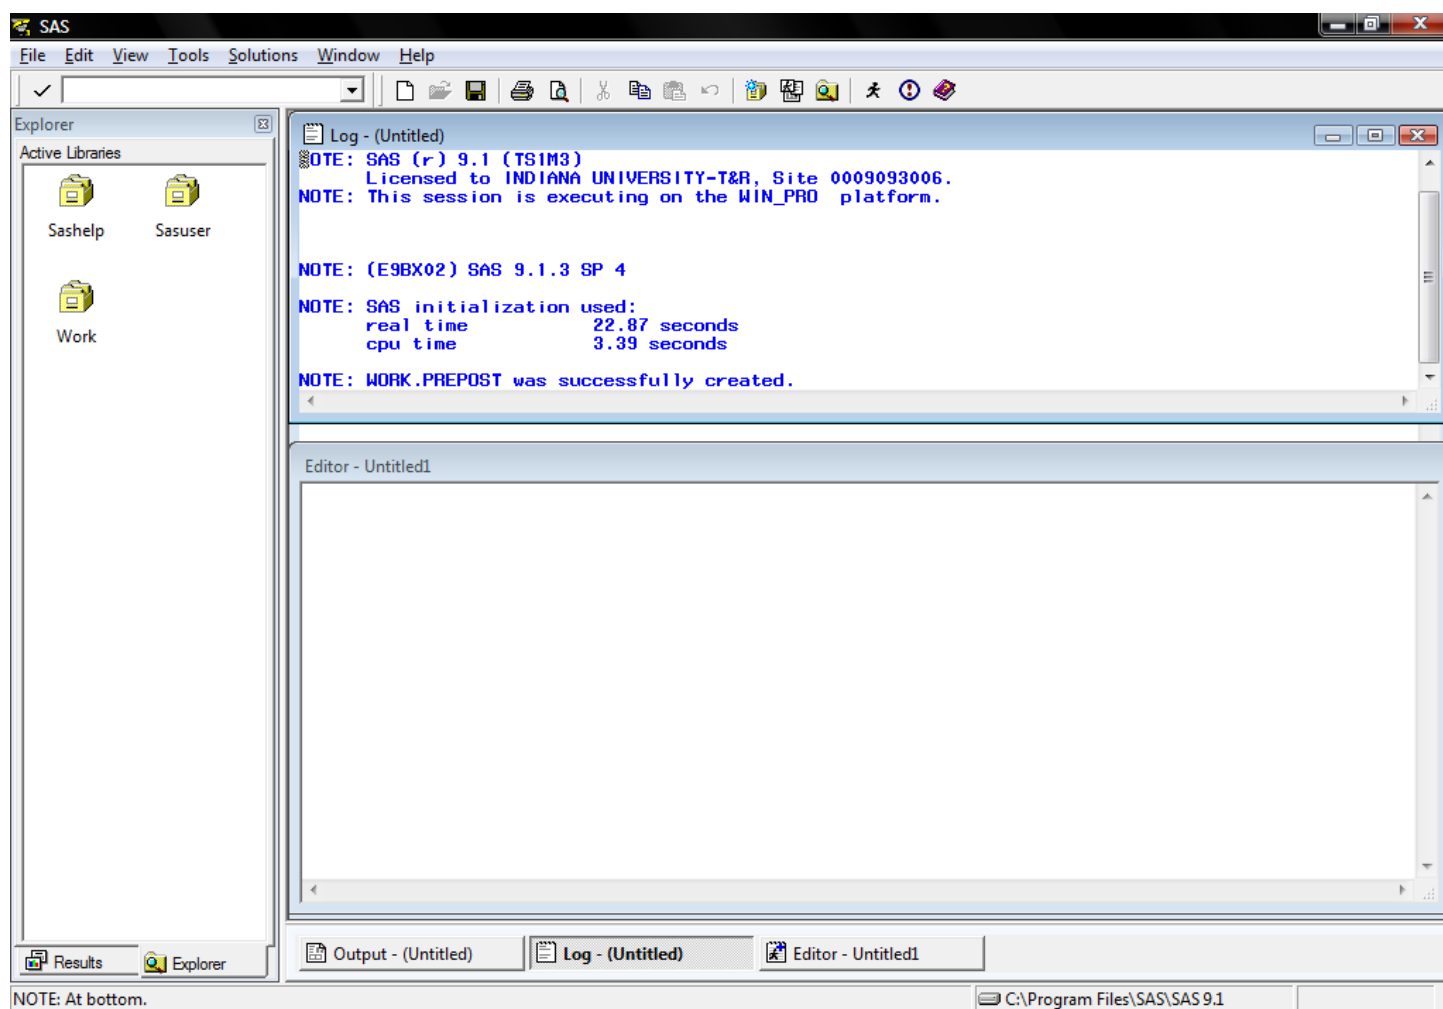 SAS
File Edit View Tools Solutions Window Help
Explorer
Active Libraries
Sashelp Sasuser
Work
Results Explorer
Log - (Untitled)
NOTE: SAS (r) 9.1 (TS1M3)
Licensed to INDIANA UNIVERSITY-T&R, Site 0009093006.
NOTE: This session is executing on the WIN_PRO platform.
NOTE: (E9BX02) SAS 9.1.3 SP 4
NOTE: SAS initialization used:
real time 22.87 seconds
cpu time 3.39 seconds
NOTE: WORK.PREPOST was successfully created.
Editor - Untitled1
Output - (Untitled) Log - (Untitled) Editor - Untitled1
NOTE: At bottom. C:\Program Files\SAS\SAS 9.1